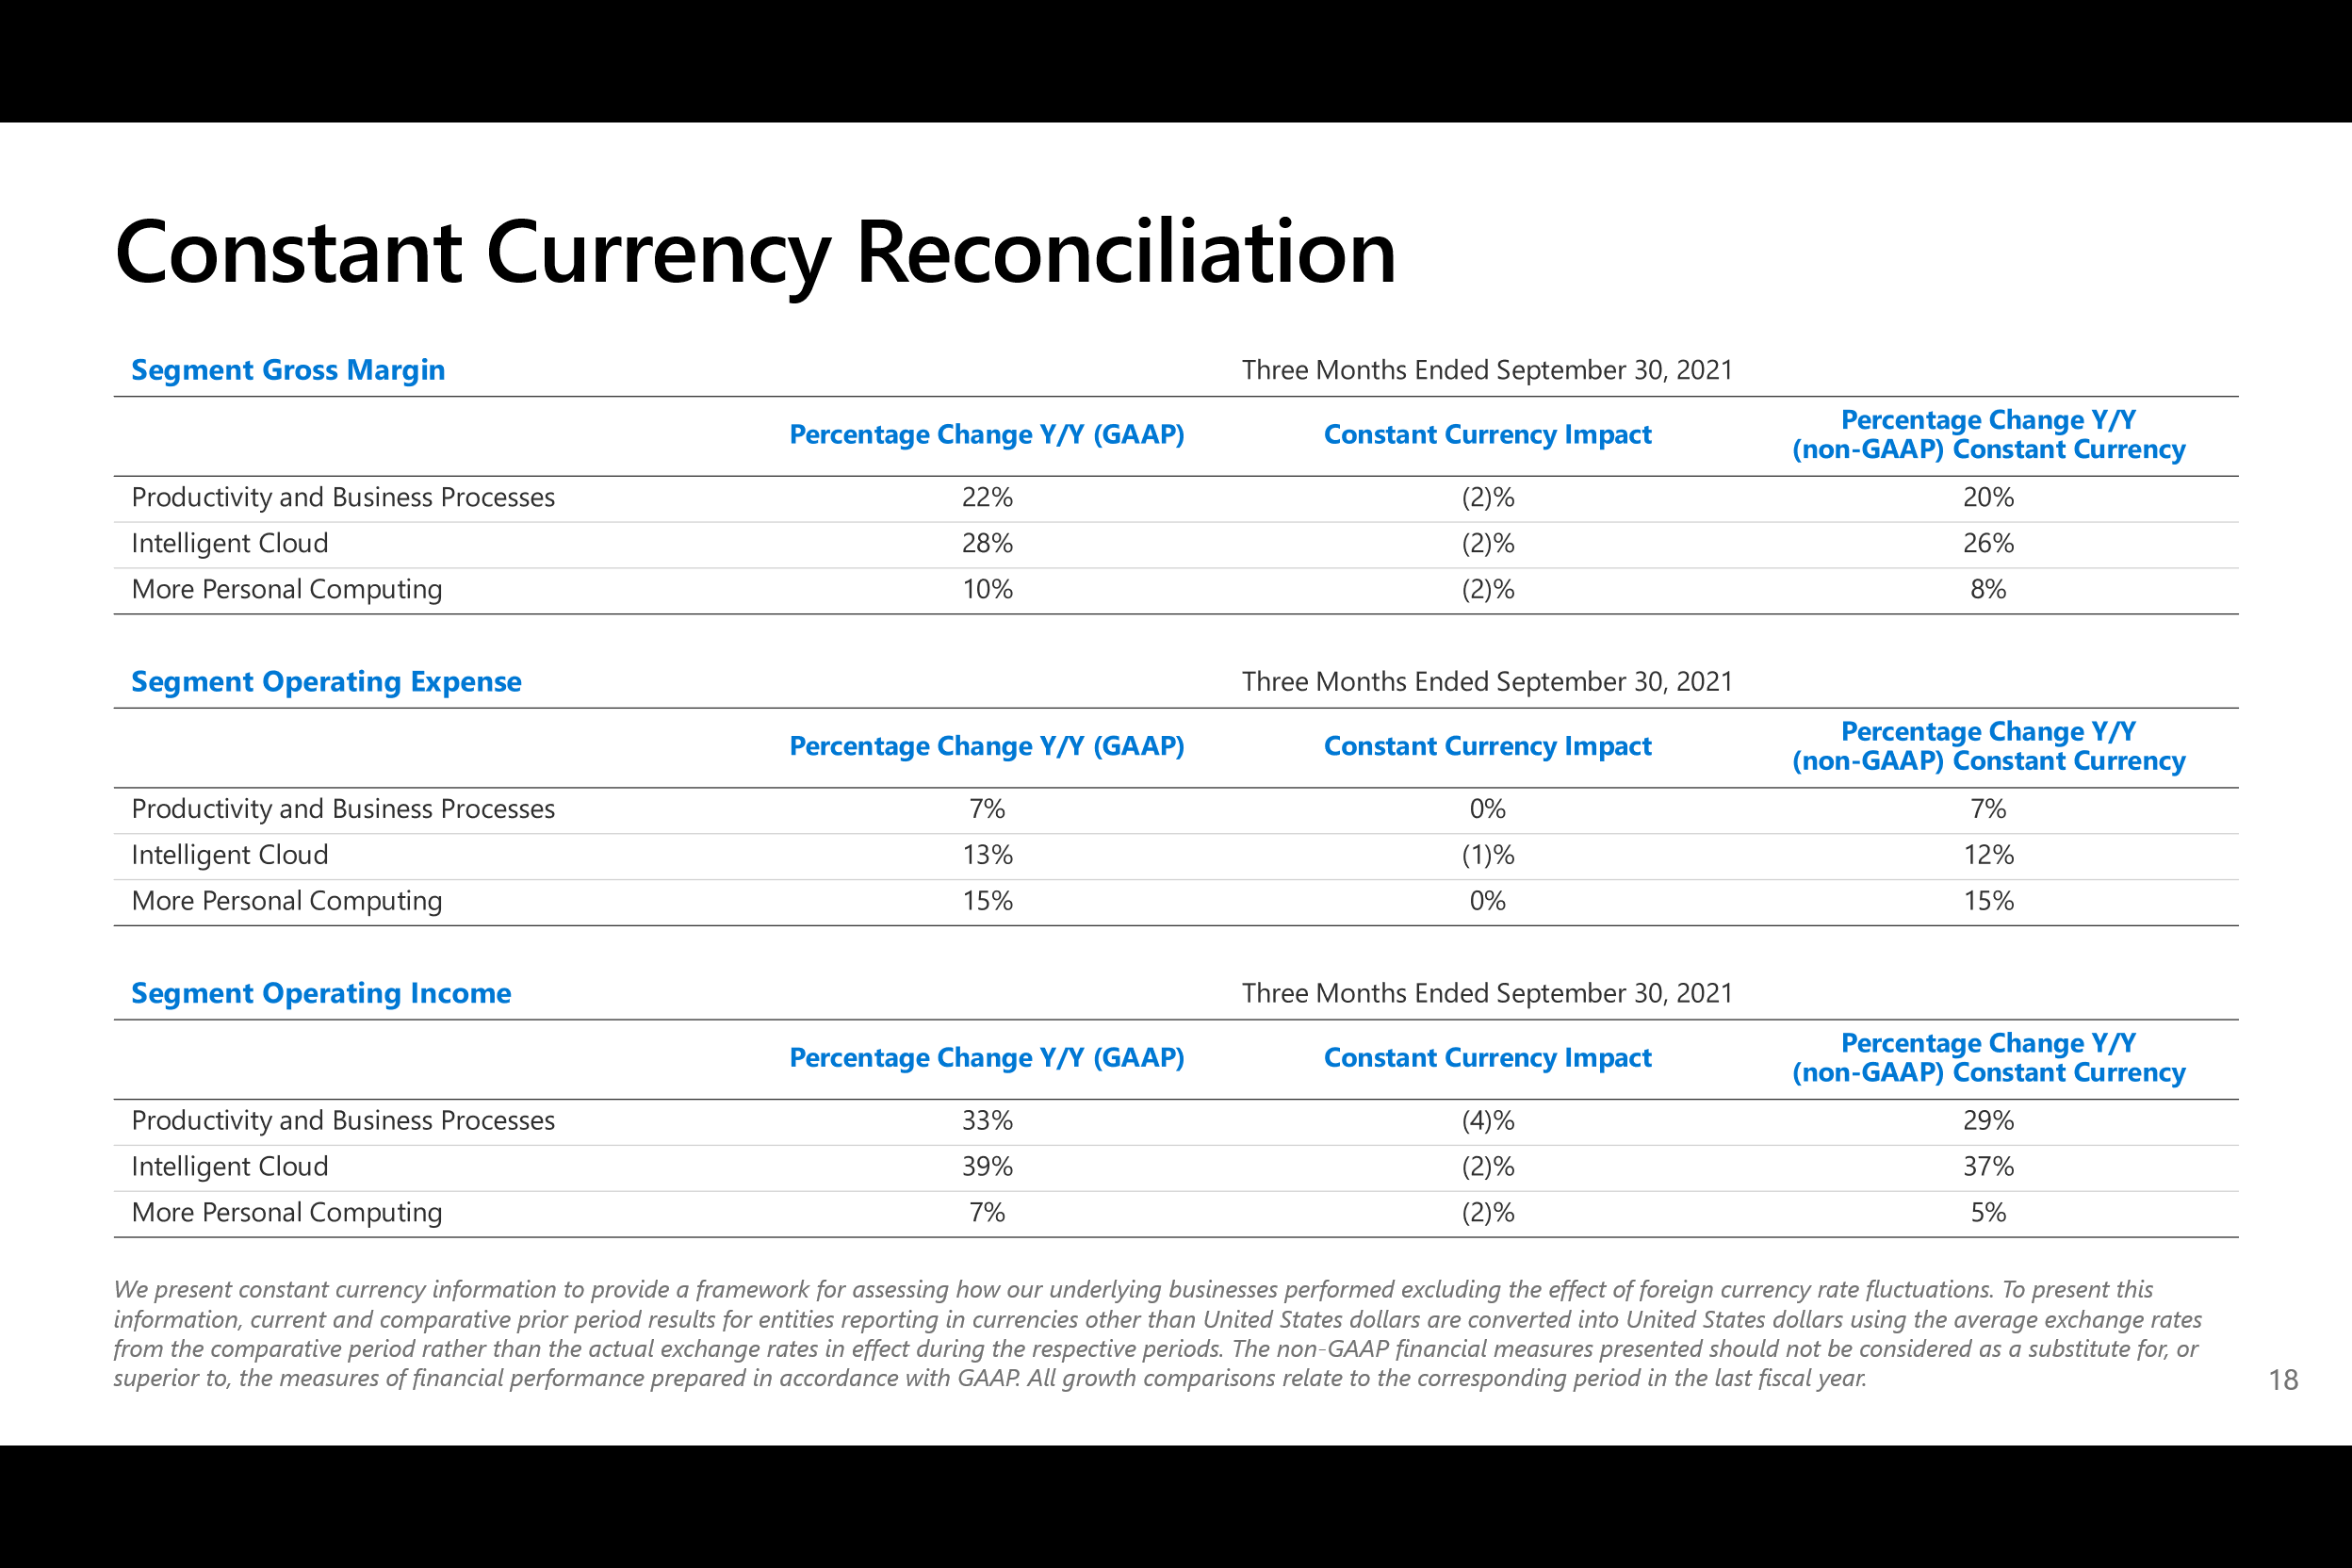 Constant Currency Reconciliation
Segment Gross Margin Three Months Ended September 30, 2021
Percentage Change Y/Y (GAAP) Constant Currency Impact Percentage Change Y/Y
(non-GAAP) Constant Currency
Productivity and Business Processes 22% (2)% 20%
Intelligent Cloud 28% (2)% 26%
More Personal Computing 10% (2)% 8%
Segment Operating Expense Three Months Ended September 30, 2021
Percentage Change Y/Y (GAAP) Constant Currency Impact Percentage Change Y/Y
(non-GAAP) Constant Currency
Productivity and Business Processes 7% 0% 7%
Intelligent Cloud 13% (1)% 12%
More Personal Computing 15% 0% 15%
Segment Operating Income Three Months Ended September 30, 2021
Percentage Change Y/Y (GAAP) Constant Currency Impact Percentage Change Y/Y
(non-GAAP) Constant Currency
Productivity and Business Processes 33% (4)% 29%
Intelligent Cloud 39% (2)% 37%
More Personal Computing 7% (2)% 5%
We present constant currency information to provide a framework for assessing how our underlying businesses performed excluding the effect of foreign currency rate fluctuations. To present this
information, current and comparative prior period results for entities reporting in currencies other than United States dollars are converted into United States dollars using the average exchange rates
from the comparative period rather than the actual exchange rates in effect during the respective periods. The non-GAAP financial measures presented should not be considered as a substitute for, or
superior to, the measures of financial performance prepared in accordance with GAAP. All growth comparisons relate to the corresponding period in the last fiscal year.
18